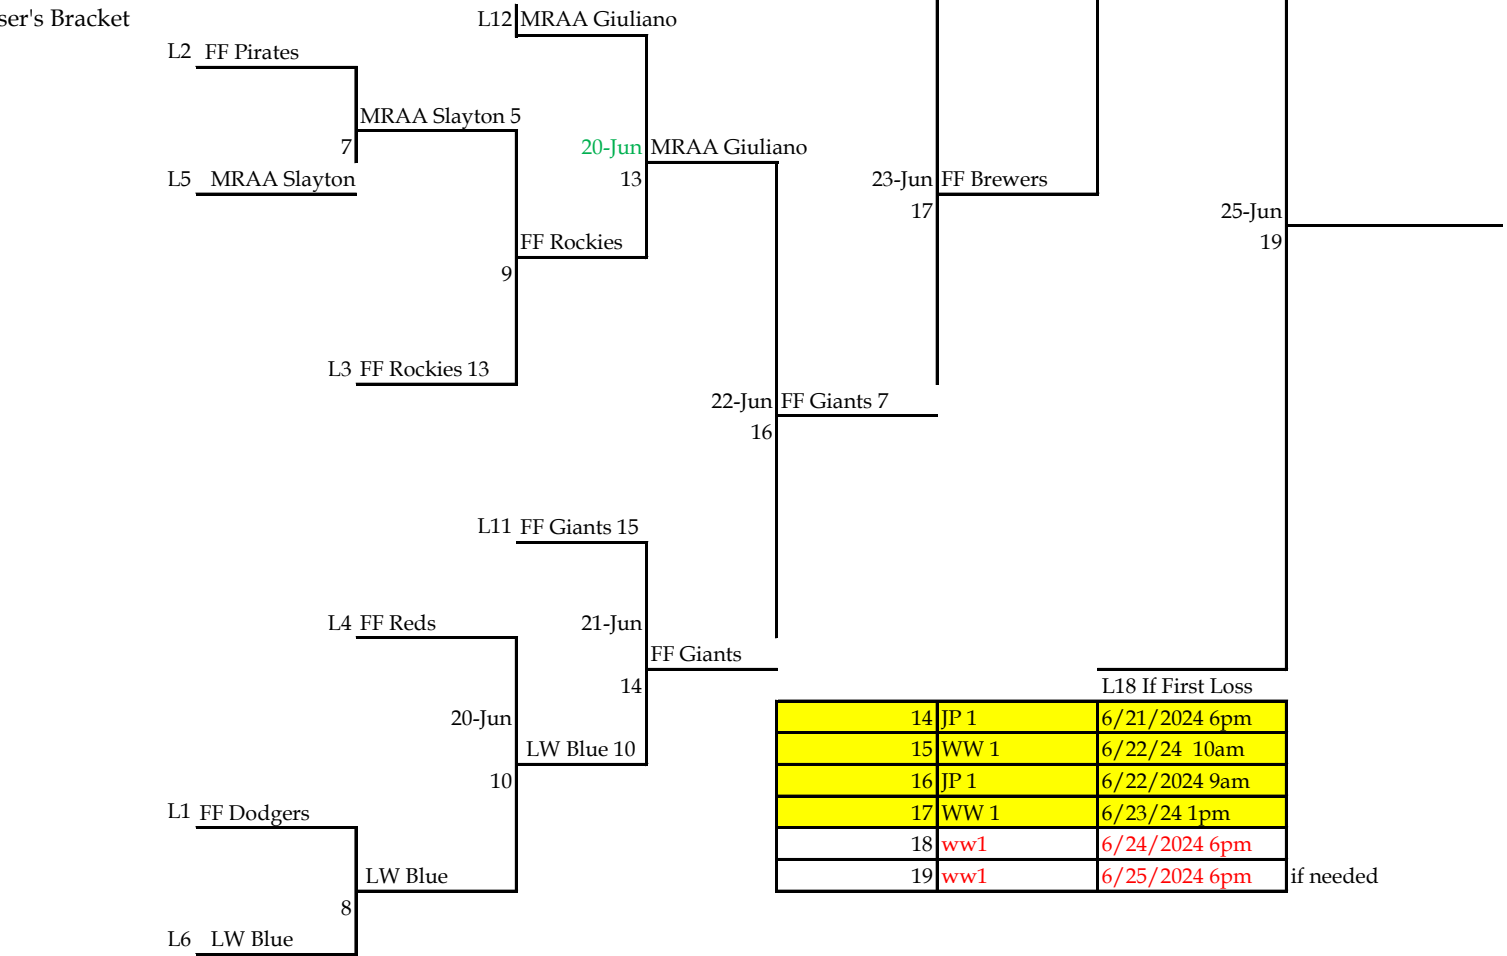 ser's Bracket
L12 MRAA Giuliano
L2 FF Pirates
MRAA Slayton 5
7
20-Jun MRAA Giuliano
L5 MRAA Slayton
13
23-Jun FF Brewers
17
25-Jun
19
FF Rockies
9
L3 FF Rockies 13
22-Jun FF Giants 7
16
L11 FF Giants 15
L4 FF Reds
21-Jun
FF Giants
14
L18 If First Loss
20-Jun
14 JP 1 6/21/2024 6pm
LW Blue 10
15 WW 1 6/22/24 10am
10
16 JP 1 6/22/2024 9am
L1 FF Dodgers
17 WW 1 6/23/24 1pm
18 ww1 6/24/2024 6pm
LW Blue
19 ww1 6/25/2024 6pm if needed
8
L6 LW Blue